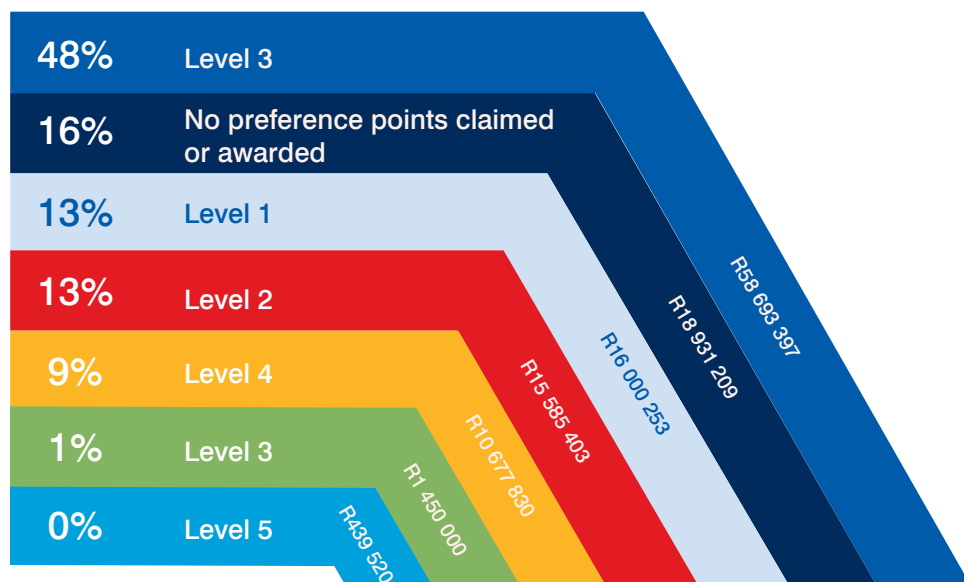 48% Level 3
16% No preference points claimed
or awarded
13% Level 1
13% Level 2
9% Level 4
1% Level 3
0% Level 5
R58 693 397
R18 931 209
R16 000 253
R15 585 403
R10 677 830
R1 450 000
R439 520